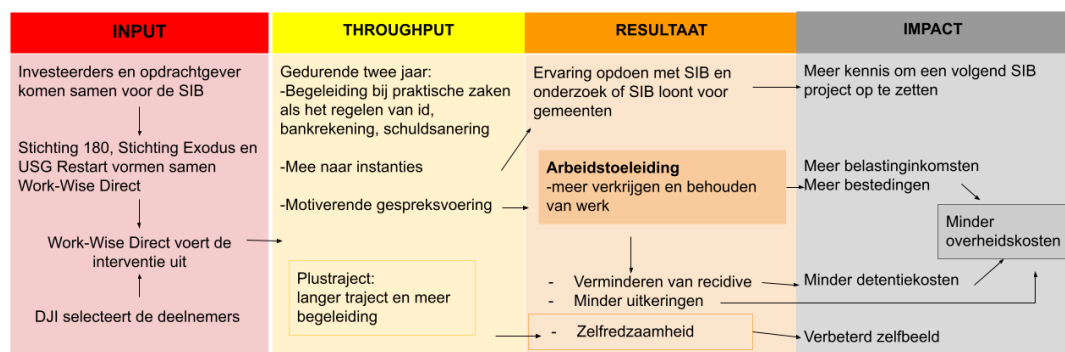 INPUT
Investeerders en opdrachtgever
komen samen voor de SIB
Stichting 180, Stichting Exodus en
USG Restart vormen samen
Work-Wise Direct
Work-Wise Direct voert de
interventie uit
DJI selecteert de deelnemers
THROUGHPUT
Gedurende twee jaar:
-Begeleiding bij praktische zaken
als het regelen van id,
bankrekening, schuldsanering
-Mee naar instanties
-Motiverende gespreksvoering
Plustraject:
langer traject en meer
begeleiding
RESULTAAT
Ervaring opdoen met SIB en
onderzoek of SIB loont voor
gemeenten
Arbeidstoeleiding
-meer verkrijgen en behouden
van werk
- Verminderen van recidive
- Minder uitkeringen
- Zelfredzaamheid
IMPACT
Meer kennis om een volgend SIB
project op te zetten
Meer belastinginkomsten
Meer bestedingen
Minder
overheidskosten
Minder detentiekosten
Verbeterd zelfbeeld